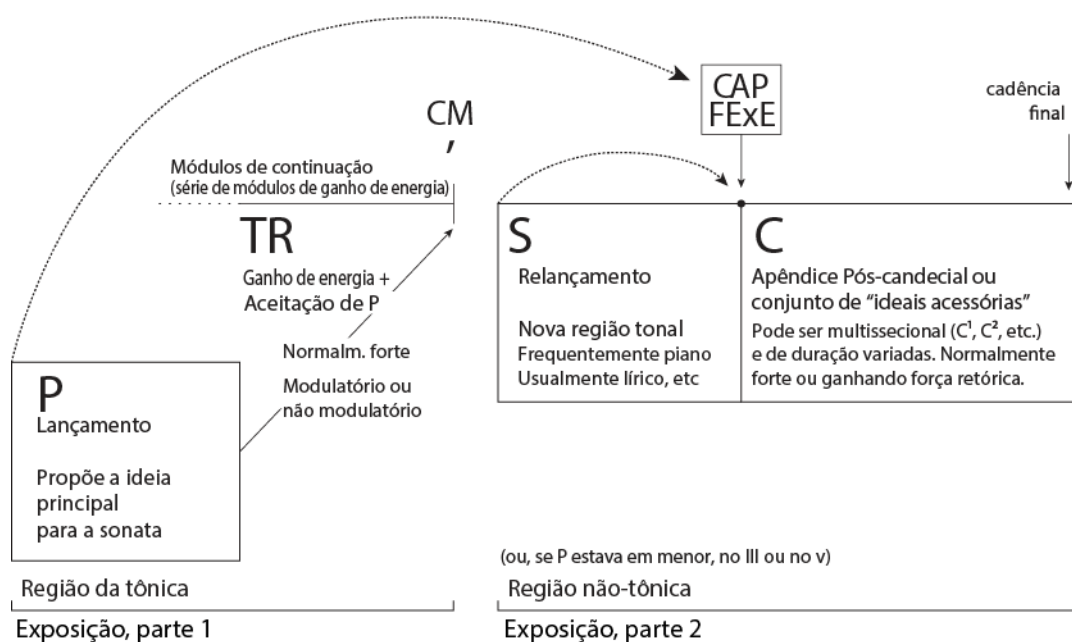 CAP
FExE
cadência
final
CM
,
Módulos de continuação
(série de módulos de ganho de energia)
TR
Ganho de energia +
Aceitação de P
Normalm. forte
Modulatório ou
não modulatório
P
Lançamento
Propõe a ideia
principal
para a sonata
S
Relançamento
Nova região tonal
Frequentemente piano
Usualmente lírico, etc
C
Apêndice Pós-candecial ou
conjunto de “ideais acessórias”
Pode ser multissecional (C¹, C², etc.)
e de duração variadas. Normalmente
forte ou ganhando força retórica.
Região da tônica
Exposição, parte 1
(ou, se P estava em menor, no III ou no v)
Região não-tônica
Exposição, parte 2